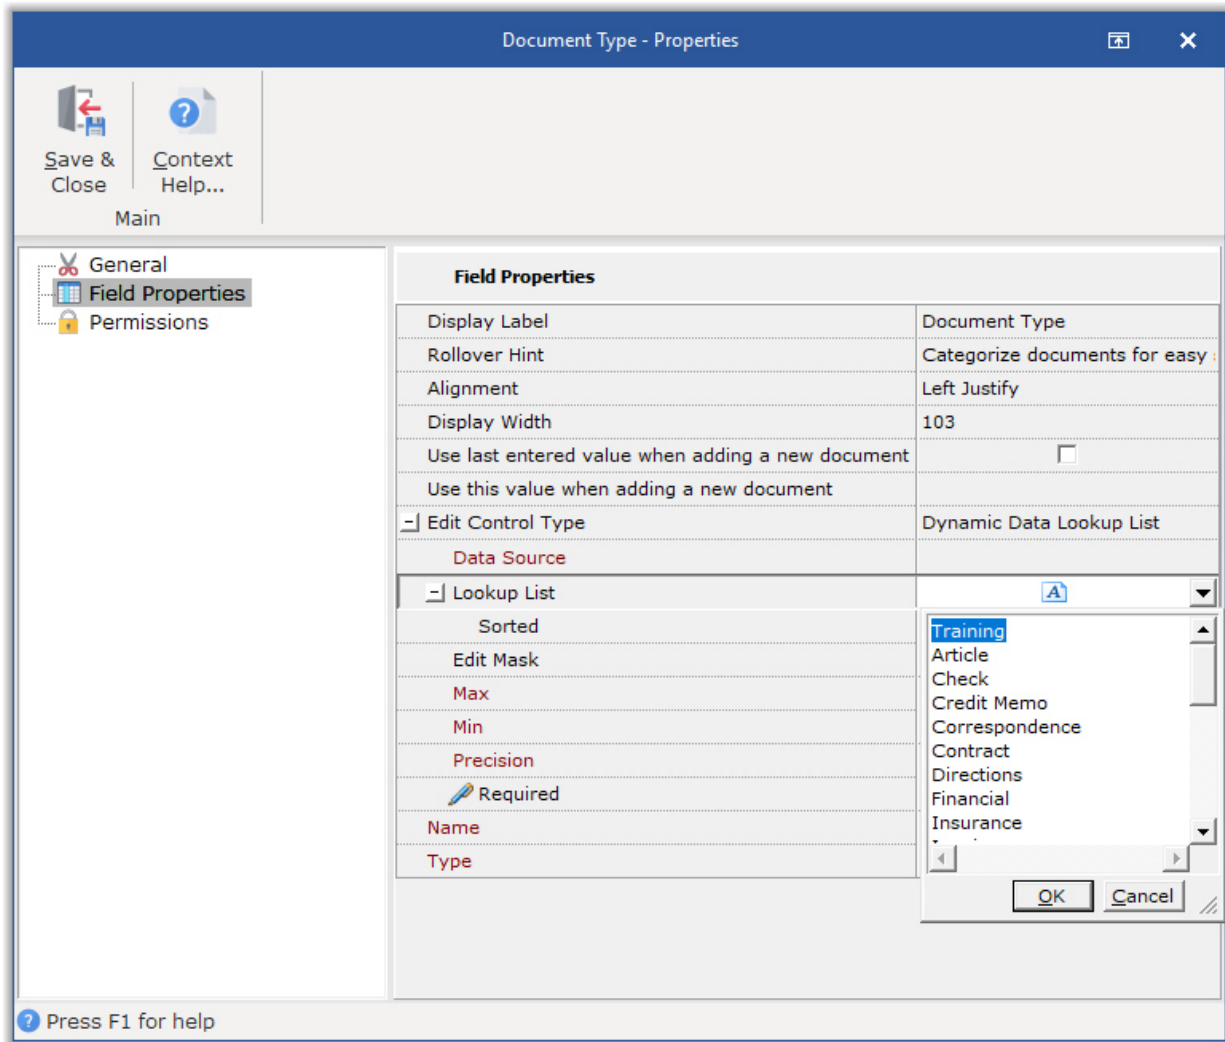 Document Type - Properties
Save & Close
Context Help...
Main
General
Field Properties
Permissions
Field Properties
Display Label Document Type
Rollover Hint Categorize documents for easy
Alignment Left Justify
Display Width 103
Use last entered value when adding a new document
Use this value when adding a new document
Edit Control Type Dynamic Data Lookup List
Data Source
Lookup List A
Sorted
Edit Mask
Max
Min
Precision
Required
Name
Type
Training
Article
Check
Credit Memo
Correspondence
Contract
Directions
Financial
Insurance
OK Cancel
Press F1 for help